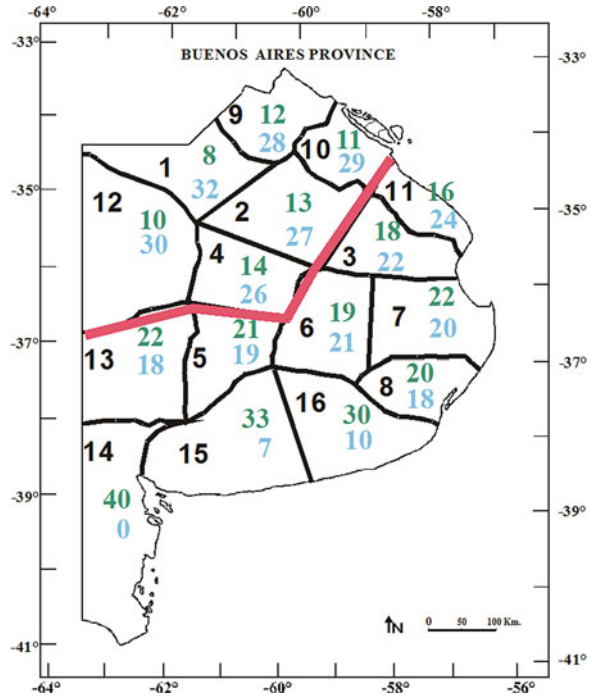 -64° -62° -60° -58°
-33° -33°
BUENOS AIRES PROVINCE
9 12 28
10 11 29
1 8 32
-35° -35°
12 10 30
2 13 27
11 16 24
3 18 22
4 14 26
-37° -37°
13 22 18
5 21 19
6 19 21
7 22 20
8 20 18
14 40 0
15 33 7
16 30 10
-39° -39°
N 0 50 100 Km.
-41° -41°
-64° -62° -60° -58° -56°